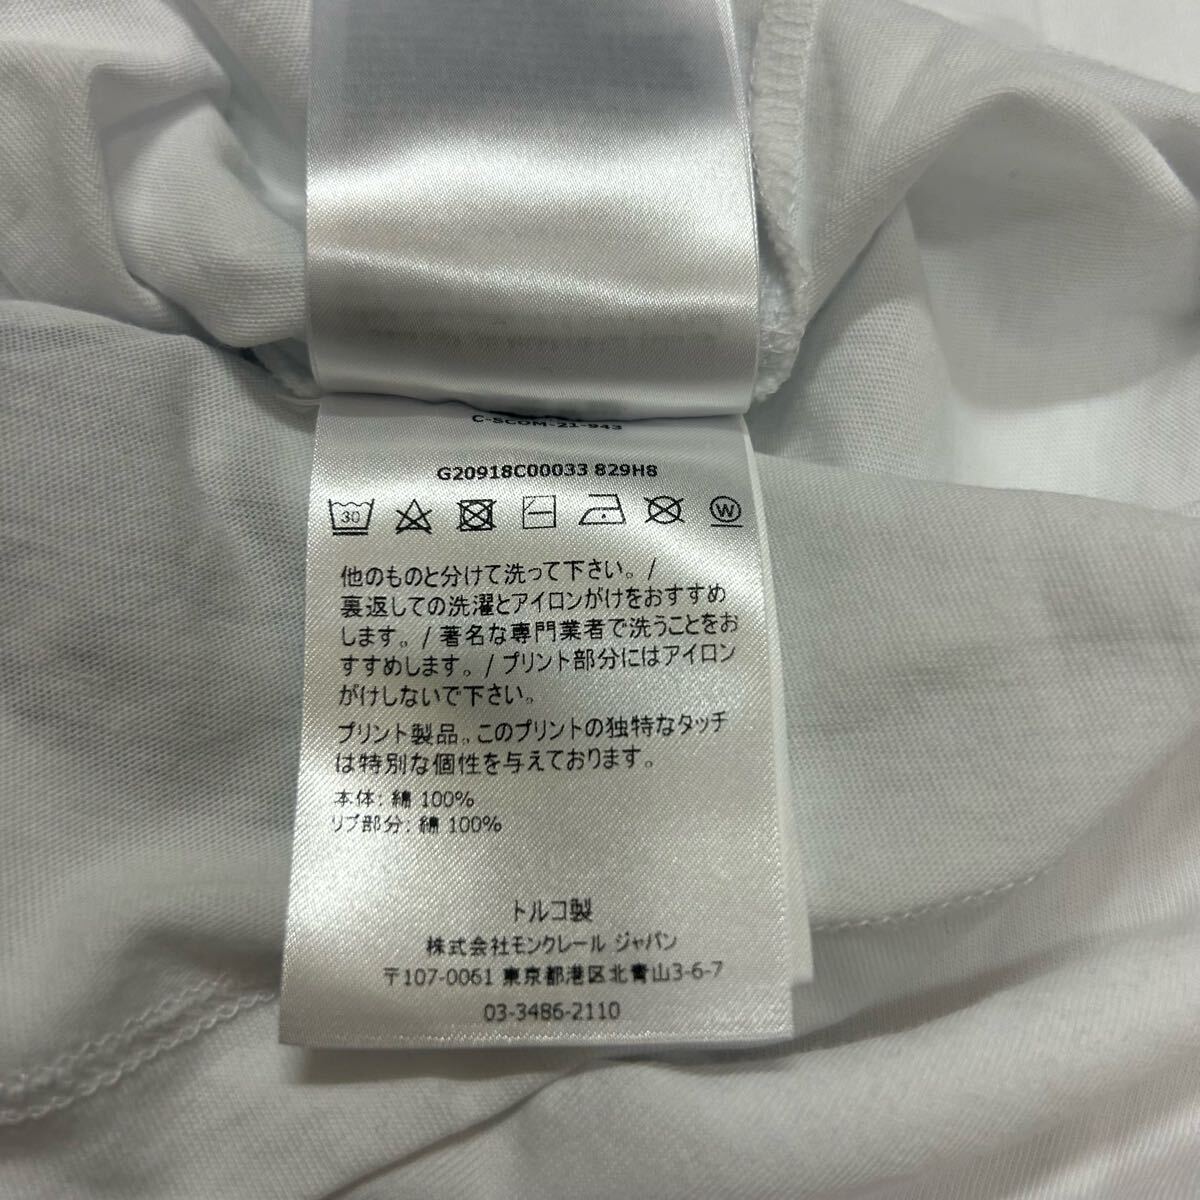 C-SCOM-21-943
G20918C00033 829H8
30 W
他のものと分けて洗って下さい。/
裏返しての洗濯とアイロンがけをおすすめ
します。/ 著名な専門業者で洗うことをお
すすめします。/ プリント部分にはアイロン
がけしないで下さい。
プリント製品。このプリントの独特なタッチ
は特別な個性を与えております。
本体: 綿 100%
リブ部分: 綿 100%
トルコ製
株式会社モンクレール ジャパン
〒107-0061 東京都港区北青山3-6-7
03-3486-2110